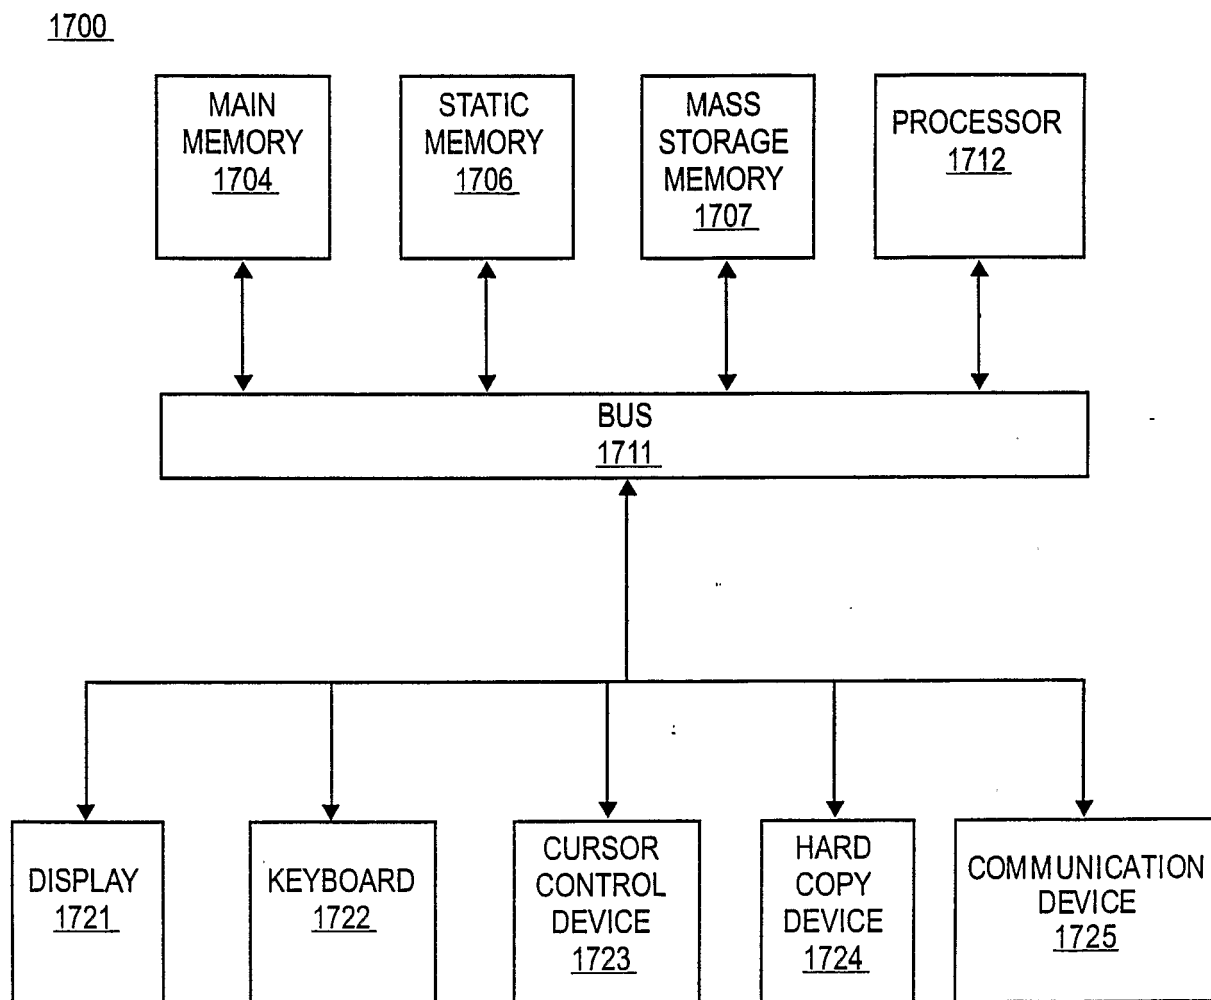 1700
MAIN
MEMORY
1704
STATIC
MEMORY
1706
MASS
STORAGE
MEMORY
1707
PROCESSOR
1712
BUS
1711
DISPLAY
1721
KEYBOARD
1722
CURSOR
CONTROL
DEVICE
1723
HARD
COPY
DEVICE
1724
COMMUNICATION
DEVICE
1725